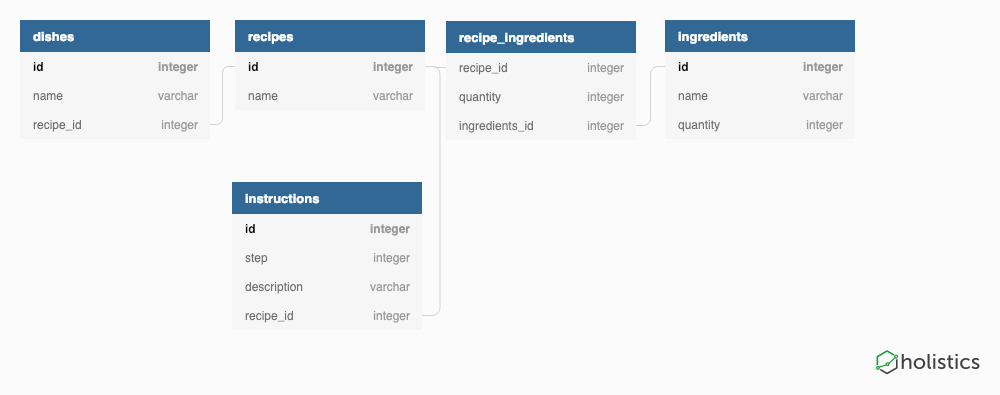 dishes
id integer
name varchar
recipe_id integer
recipes
id integer
name varchar
recipe_ingredients
recipe_id integer
quantity integer
ingredients_id integer
ingredients
id integer
name varchar
quantity integer
instructions
id integer
step integer
description varchar
recipe_id integer
holistics